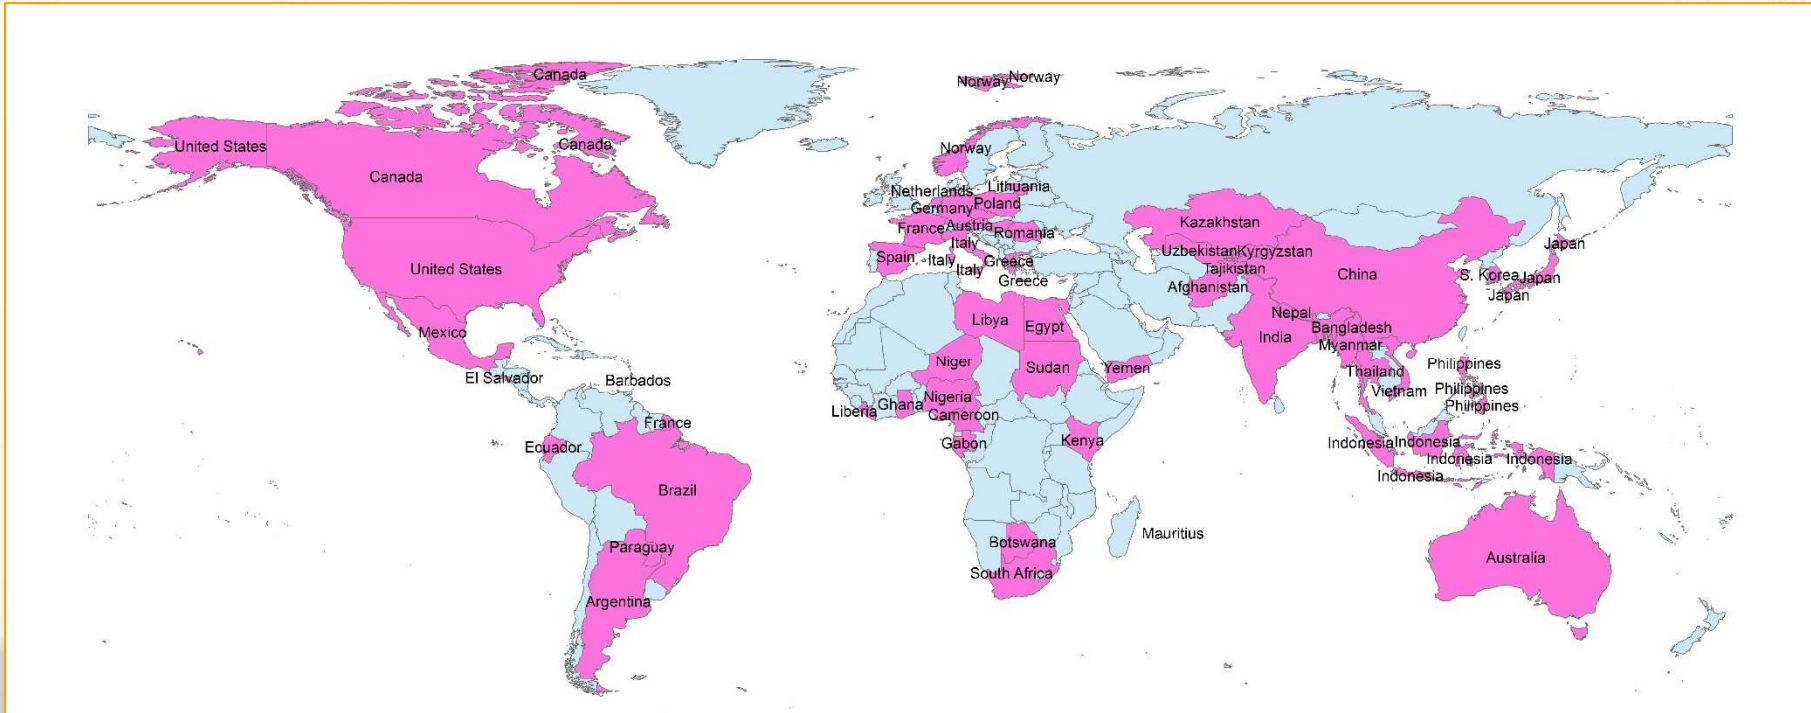 Canada
Norway
Norway
United States
Canada
Canada
Norway
Netherlands
Lithuania
Germany
Poland
France
Austria
Romania
Italy
Spain
Italy
Italy
Greece
Greece
Kazakhstan
Uzbekistan
Kyrgyzstan
Tajikistan
Afghanistan
China
Japan
S. Korea
Japan
Japan
United States
Mexico
Libya
Egypt
Nepal
India
Bangladesh
Myanmar
Niger
Sudan
Yemen
Thailand
Vietnam
Philippines
Philippines
Philippines
El Salvador
Barbados
Liberia
Ghana
Nigeria
Cameroon
France
Ecuador
Gabon
Kenya
Indonesia
Indonesia
Indonesia
Indonesia
Indonesia
Brazil
Mauritius
Paraguay
Botswana
South Africa
Australia
Argentina